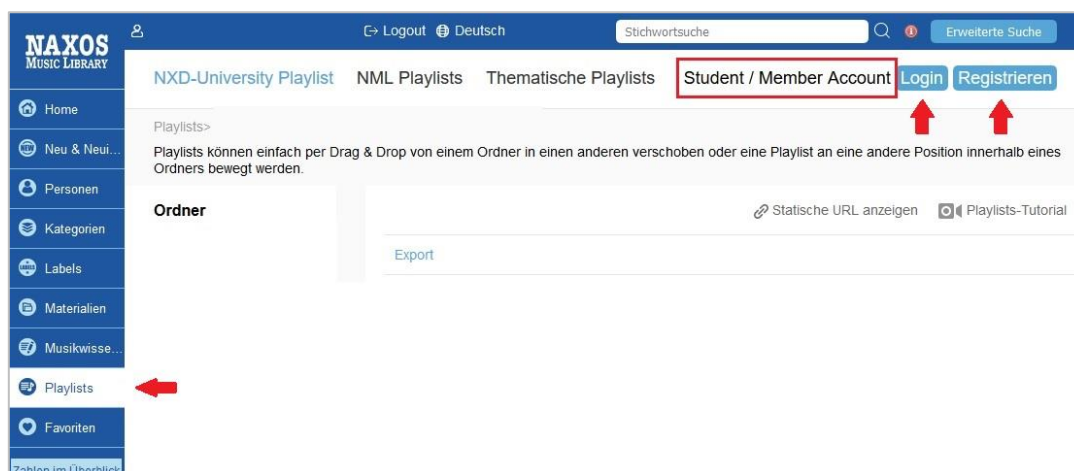 NAXOS
MUSIC LIBRARY
Logout Deutsch
Stichwortsuche
Erweiterte Suche
NXD-University Playlist NML Playlists Thematische Playlists Student / Member Account Login Registrieren
Home
Neu & Neui...
Personen
Kategorien
Labels
Materialien
Musikwisse...
Playlists
Favoriten
Zahlen im Überblick
Playlists>
Playlists können einfach per Drag & Drop von einem Ordner in einen anderen verschoben oder eine Playlist an eine andere Position innerhalb eines
Ordners bewegt werden.
Ordner
Statische URL anzeigen Playlists-Tutorial
Export